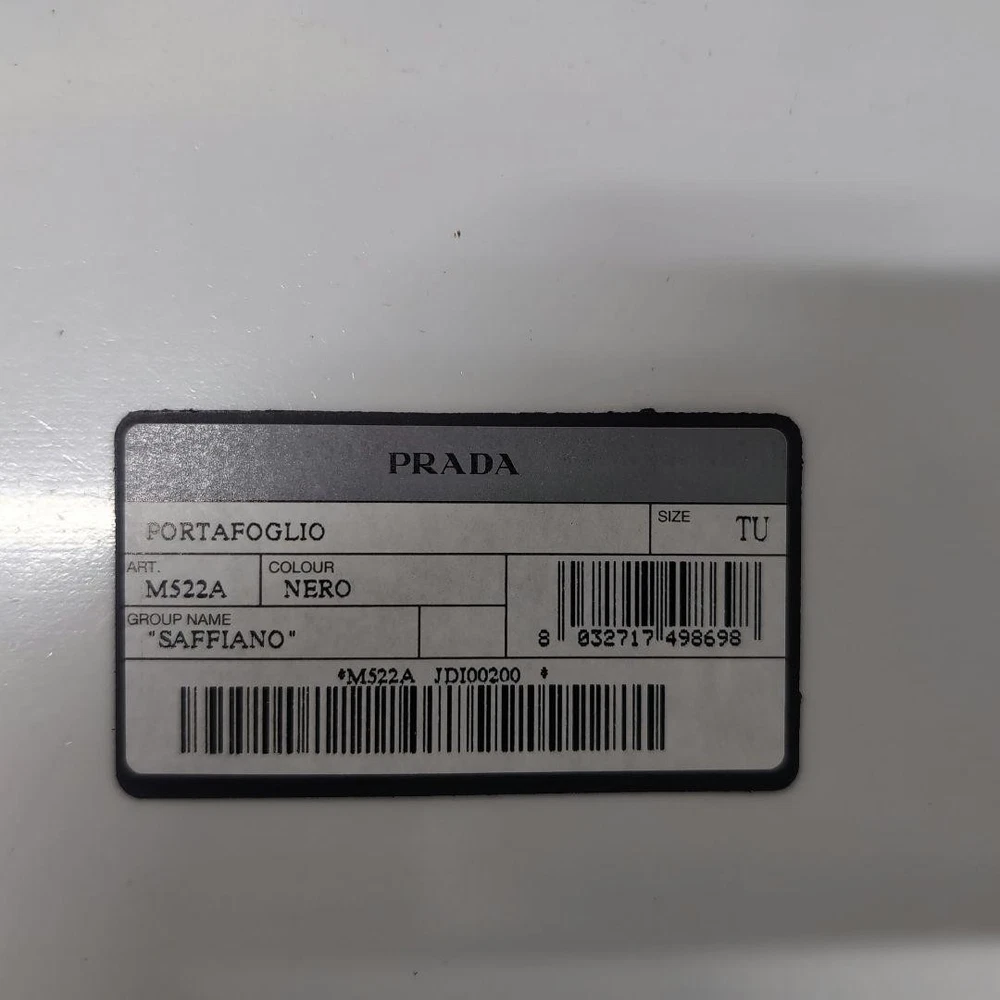 PRADA
PORTAFOGLIO
SIZE
TU
ART.
M522A
COLOUR
NERO
GROUP NAME
"SAFFIANO"
8 032717 498698
*M522A JDI00200 *